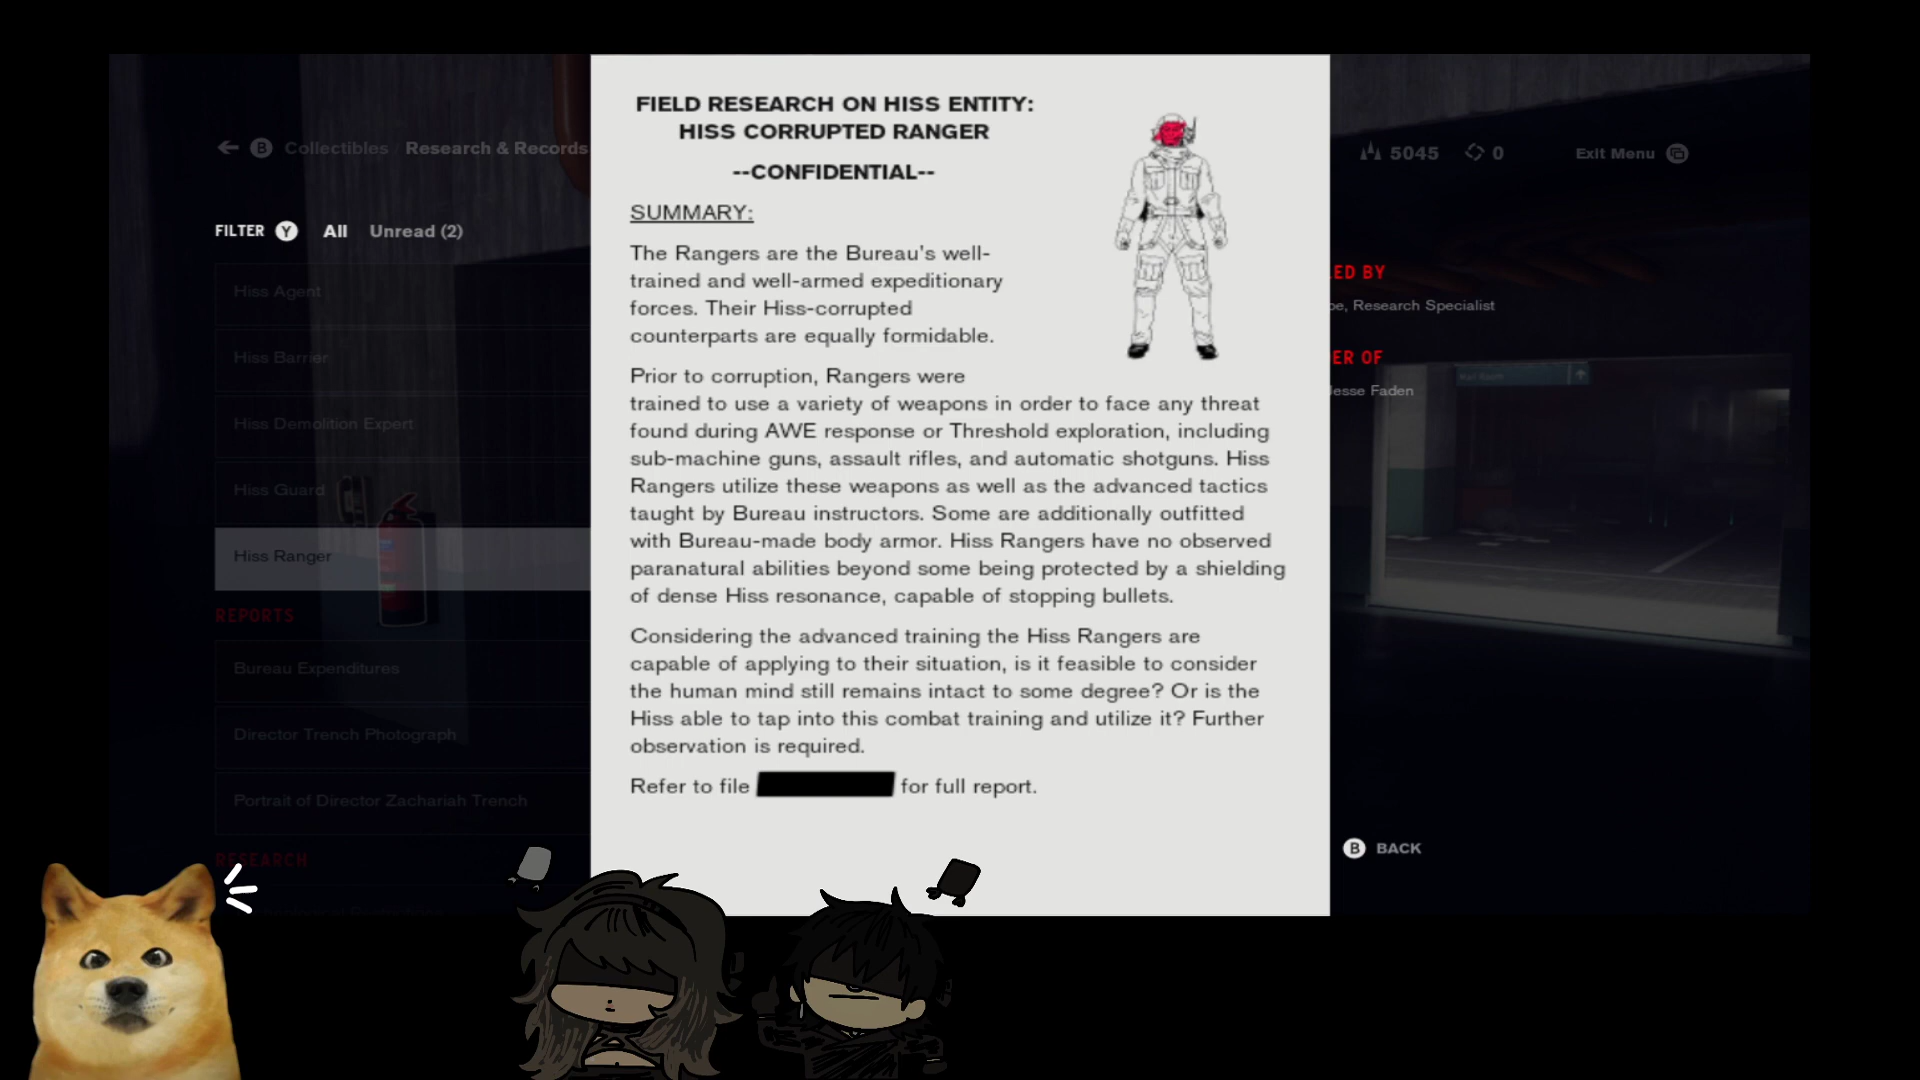 FIELD RESEARCH ON HISS ENTITY:
HISS CORRUPTED RANGER
--CONFIDENTIAL--
SUMMARY:
The Rangers are the Bureau's well-
trained and well-armed expeditionary
forces. Their Hiss-corrupted
counterparts are equally formidable.
Prior to corruption, Rangers were
trained to use a variety of weapons in order to face any threat
found during AWE response or Threshold exploration, including
sub-machine guns, assault rifles, and automatic shotguns. Hiss
Rangers utilize these weapons as well as the advanced tactics
taught by Bureau instructors. Some are additionally outfitted
with Bureau-made body armor. Hiss Rangers have no observed
paranatural abilities beyond some being protected by a shielding
of dense Hiss resonance, capable of stopping bullets.
Considering the advanced training the Hiss Rangers are
capable of applying to their situation, is it feasible to consider
the human mind still remains intact to some degree? Or is the
Hiss able to tap into this combat training and utilize it? Further
observation is required.
Refer to file for full report.
B Collectibles Research & Records
FILTER Y All Unread (2)
Hiss Agent
Hiss Barrier
Hiss Demolition Expert
Hiss Guard
Hiss Ranger
REPORTS
Bureau Expenditures
Director Trench Photograph
Portrait of Director Zachariah Trench
RESEARCH
5045 0 Exit Menu
ED BY
Research Specialist
ER OF
Jesse Faden
Mail Room
B BACK